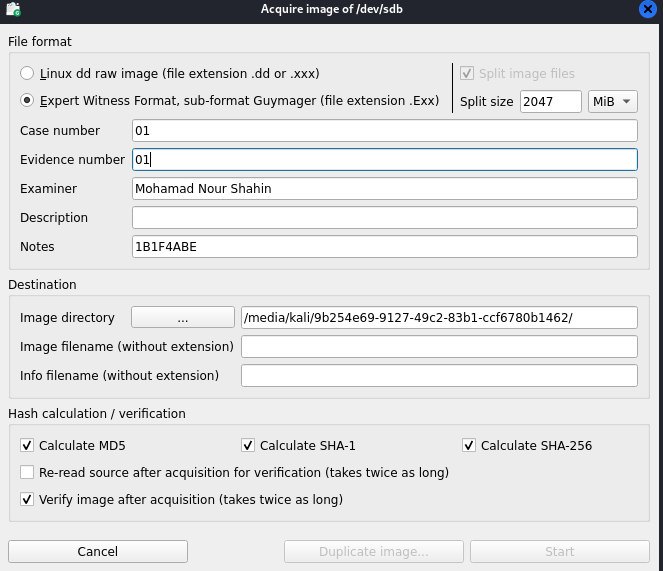 Acquire image of /dev/sdb
File format
Linux dd raw image (file extension .dd or .xxx)
Split image files
Expert Witness Format, sub-format Guymager (file extension .Exx)
Split size 2047 MiB
Case number 01
Evidence number 01
Examiner Mohamad Nour Shahin
Description
Notes 1B1F4ABE
Destination
Image directory ... /media/kali/9b254e69-9127-49c2-83b1-ccf6780b1462/
Image filename (without extension)
Info filename (without extension)
Hash calculation / verification
Calculate MD5 Calculate SHA-1 Calculate SHA-256
Re-read source after acquisition for verification (takes twice as long)
Verify image after acquisition (takes twice as long)
Cancel Duplicate image... Start